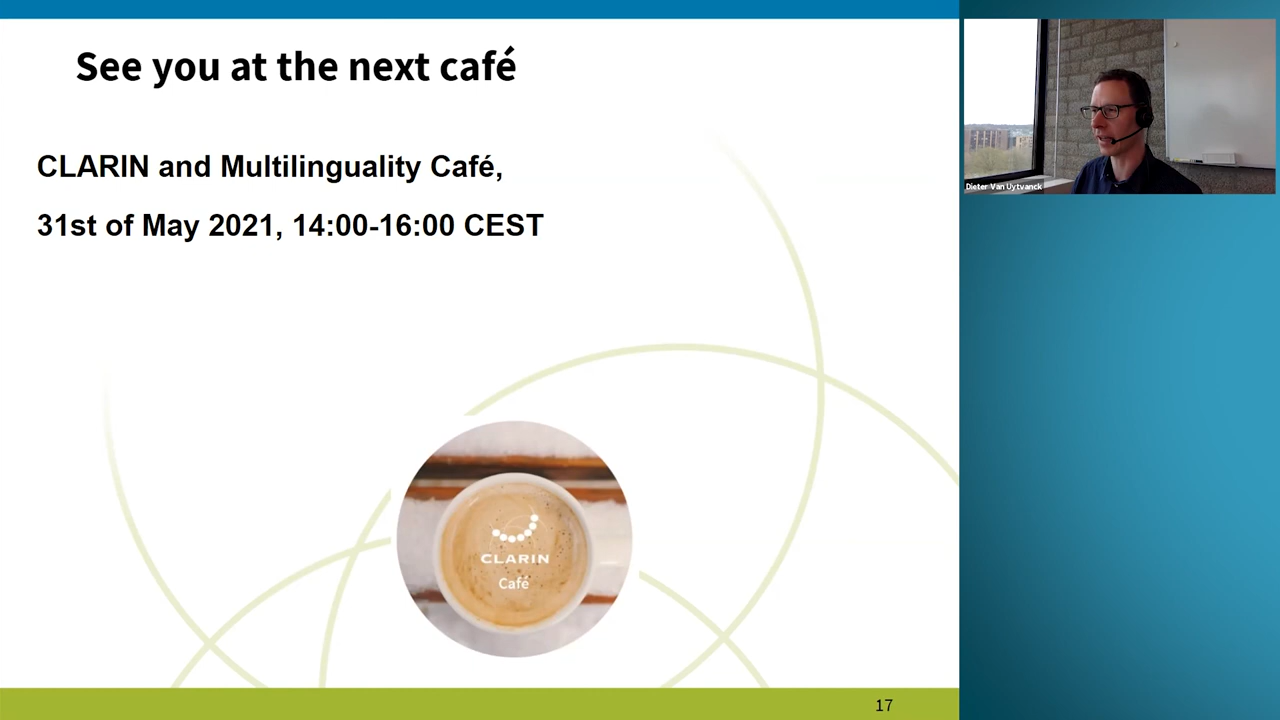 See you at the next café
CLARIN and Multilinguality Café,
31st of May 2021, 14:00-16:00 CEST
CLARIN
Café
17
Dieter Van Uytvanck